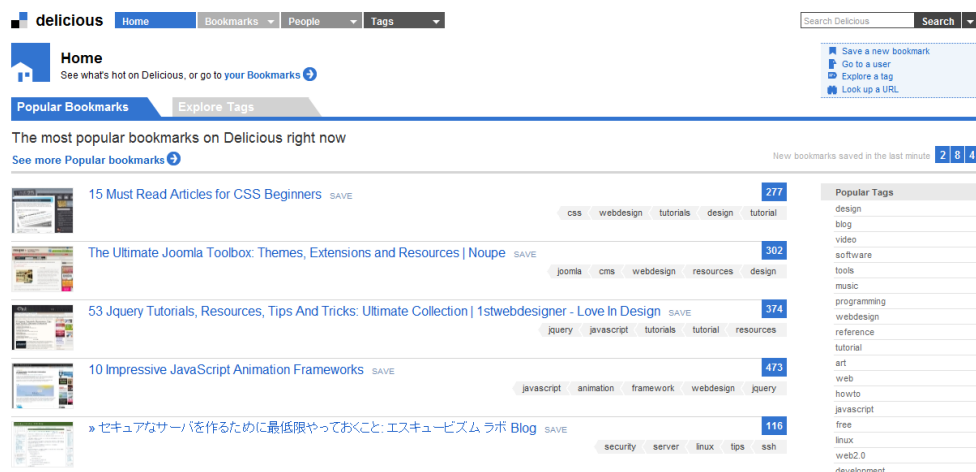 delicious Home Bookmarks People Tags Search Delicious Search
Home
See what's hot on Delicious, or go to your Bookmarks
Save a new bookmark
Go to a user
Explore a tag
Look up a URL
Popular Bookmarks Explore Tags
The most popular bookmarks on Delicious right now
See more Popular bookmarks
New bookmarks saved in the last minute 2 8 4
15 Must Read Articles for CSS Beginners SAVE 277
css webdesign tutorials design tutorial
The Ultimate Joomla Toolbox: Themes, Extensions and Resources | Noupe SAVE 302
joomla cms webdesign resources design
53 Jquery Tutorials, Resources, Tips And Tricks: Ultimate Collection | 1stwebdesigner - Love In Design SAVE 374
jquery javascript tutorials tutorial resources
10 Impressive JavaScript Animation Frameworks SAVE 473
javascript animation framework webdesign jquery
» セキュアなサーバを作るために最低限やっておくこと: エスキュービズム ラボ Blog SAVE 116
security server linux tips ssh
Popular Tags
design
blog
video
software
tools
music
programming
webdesign
reference
tutorial
art
web
howto
javascript
free
linux
web2.0
development